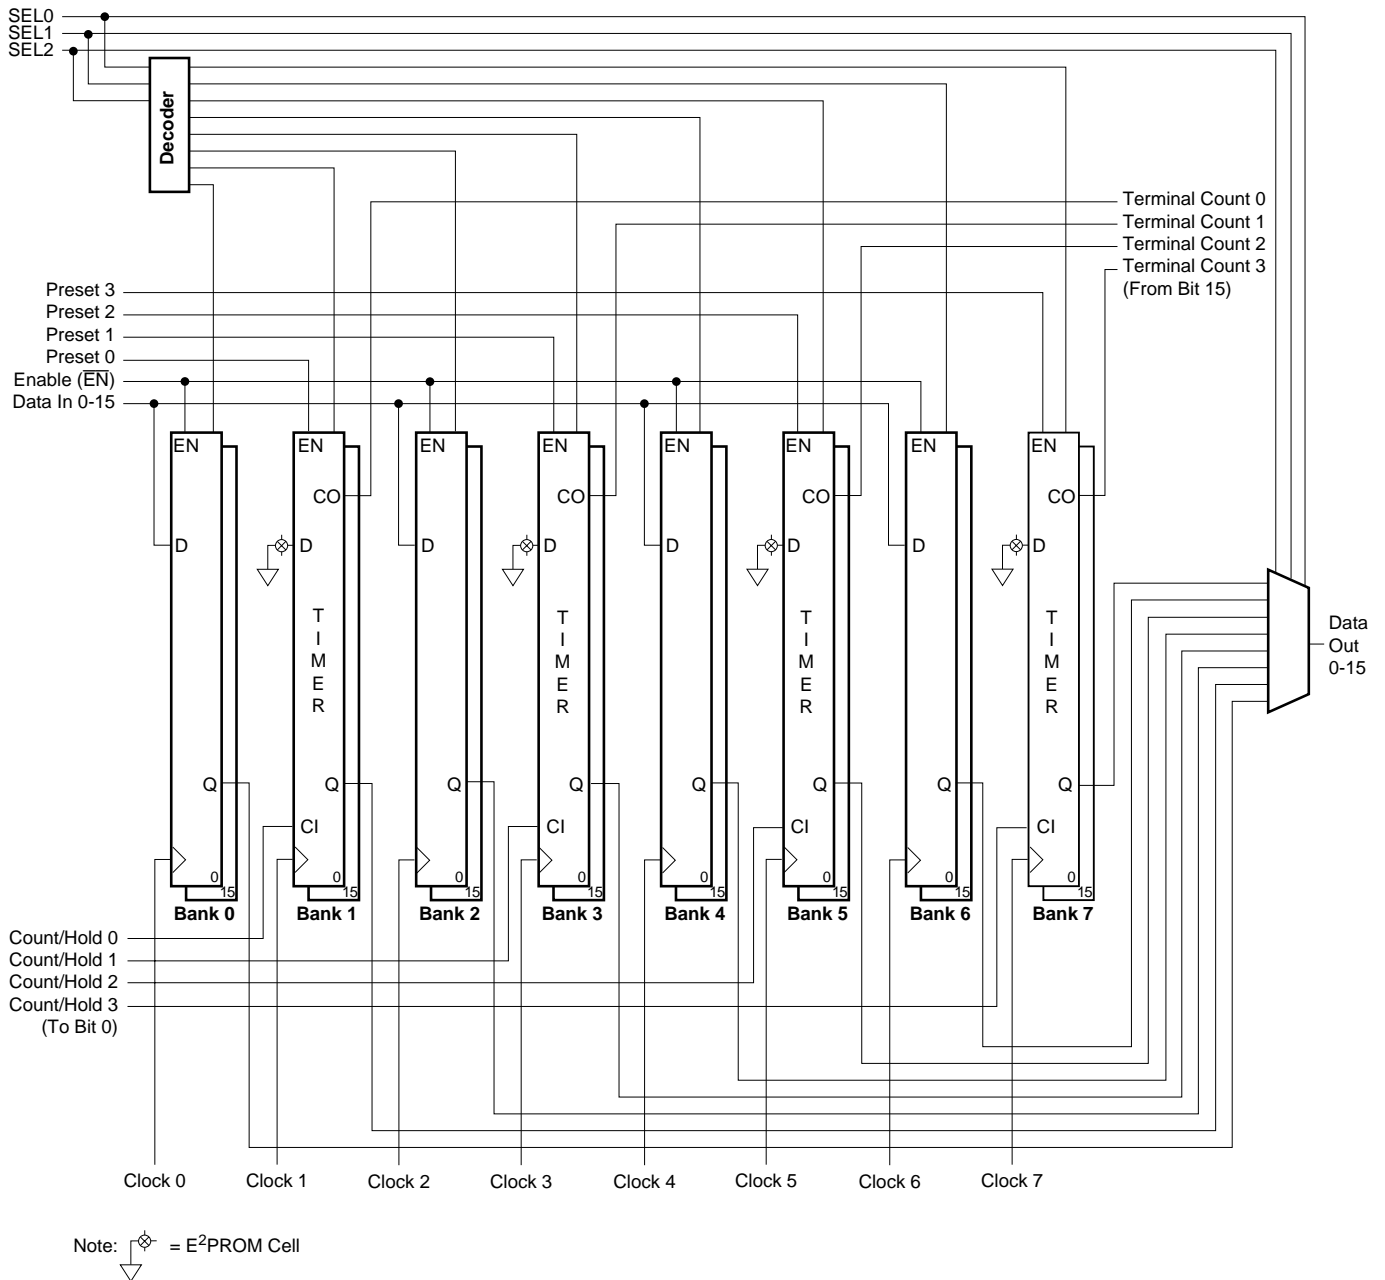 SEL0
SEL1
SEL2
Decoder
Terminal Count 0
Terminal Count 1
Terminal Count 2
Terminal Count 3
(From Bit 15)
Preset 3
Preset 2
Preset 1
Preset 0
Enable (EN)
Data In 0-15
EN EN EN EN EN EN EN EN
CO CO CO CO
D D D D D D D D
TIMER TIMER TIMER TIMER
Data
Out
0-15
Q Q Q Q Q Q Q Q
CI CI CI CI
0 0 0 0 0 0 0 0
15 15 15 15 15 15 15 15
Bank 0 Bank 1 Bank 2 Bank 3 Bank 4 Bank 5 Bank 6 Bank 7
Count/Hold 0
Count/Hold 1
Count/Hold 2
Count/Hold 3
(To Bit 0)
Clock 0 Clock 1 Clock 2 Clock 3 Clock 4 Clock 5 Clock 6 Clock 7
Note: = E²PROM Cell